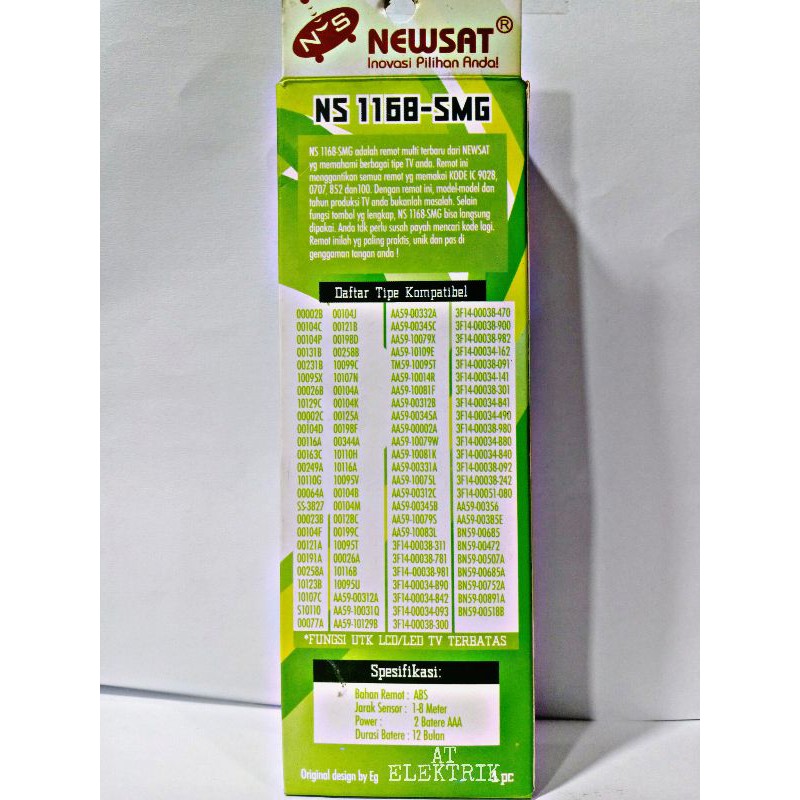 NS
NEWSAT®
Inovasi Pilihan Anda!
NS 1168-SMG
NS 1168-SMG adalah remot multi terbaru dari NEWSAT
yg memahami berbagai tipe TV anda. Remot ini
menggantikan semua remot yg memakai KODE IC 9028,
0707, 852 dan100. Dengan remot ini, model-model dan
tahun produksi TV anda bukanlah masalah. Selain
fungsi tombol yg lengkap, NS 1168-SMG bisa langsung
dipakai. Anda tdk perlu susah payah mencari kode lagi.
Remot inilah yg paling praktis, unik dan pas di
genggaman tangan anda !
Daftar Tipe Kompatibel
00002B 00104J AA59-00332A 3F14-00038-470
00104C 00121B AA59-00345C 3F14-00038-900
00104P 00198D AA59-10079X 3F14-00038-982
00131B 00258B AA59-10109E 3F14-00034-162
00231B 10099C TM59-10095T 3F14-00038-091
10095X 10107N AA59-10014R 3F14-00034-141
00026B 00104A AA59-10081F 3F14-00038-301
10129C 00104K AA59-00312B 3F14-00034-841
00002C 00125A AA59-00345A 3F14-00034-490
00104D 00198F AA59-00002A 3F14-00038-980
00116A 00344A AA59-10079W 3F14-00034-880
00163C 10110H AA59-10081K 3F14-00034-840
00249A 10116A AA59-00331A 3F14-00038-092
10110G 10095V AA59-10075L 3F14-00038-242
00064A 00104B AA59-00312C 3F14-00051-080
SS-3827 00104M AA59-00345B AA59-00356
00023B 00128C AA59-10079S AA59-00385E
00104F 00199C AA59-10083L BN59-00685
00121A 10095T 3F14-00038-311 BN59-00472
00191A 00026A 3F14-00038-781 BN59-00507A
00258A 10116B 3F14-00038-981 BN59-00685A
10123B 10095U 3F14-00034-890 BN59-00752A
10107C AA59-00312A 3F14-00034-842 BN59-00891A
S10110 AA59-10031Q 3F14-00034-093 BN59-00518B
00077A AA59-10129B 3F14-00038-300
*FUNGSI UTK LCD/LED TV TERBATAS
Spesifikasi:
Bahan Remot : ABS
Jarak Sensor : 1-8 Meter
Power : 2 Batere AAA
Durasi Batere : 12 Bulan
AT
ELEKTRIK
Original design by Eg
1 pc